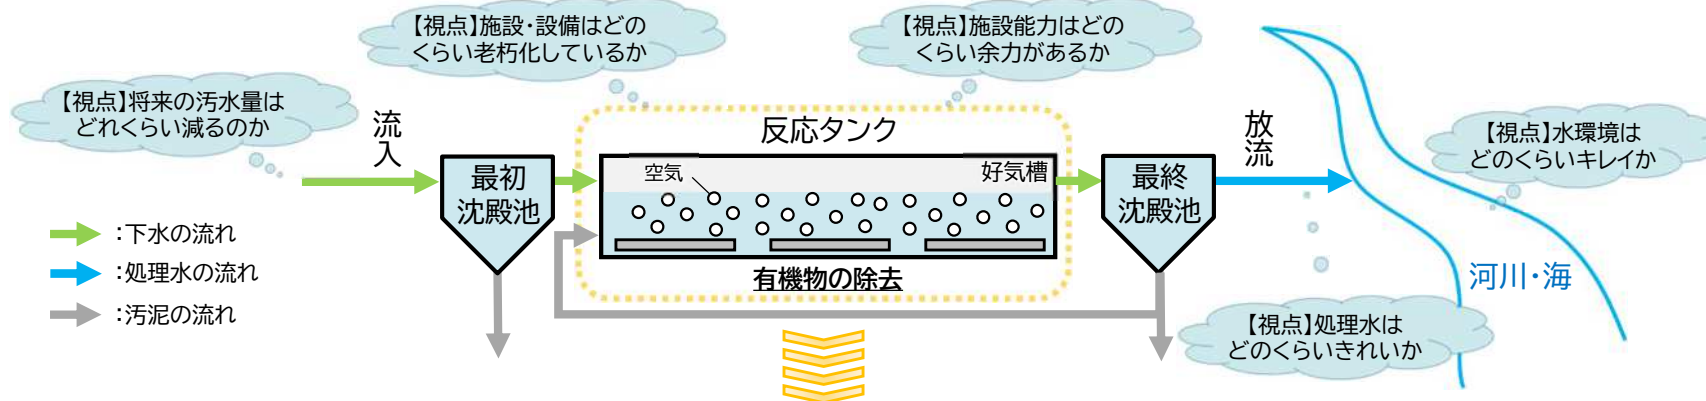 【視点】施設・設備はどの
くらい老朽化しているか
【視点】施設能力はどの
くらい余力があるか
【視点】将来の汚水量は
どれくらい減るのか
流入
反応タンク
放流
【視点】水環境は
どのくらいキレイか
最初
沈殿池
空気
好気槽
最終
沈殿池
：下水の流れ
：処理水の流れ
：汚泥の流れ
有機物の除去
河川・海
【視点】処理水は
どのくらいきれいか